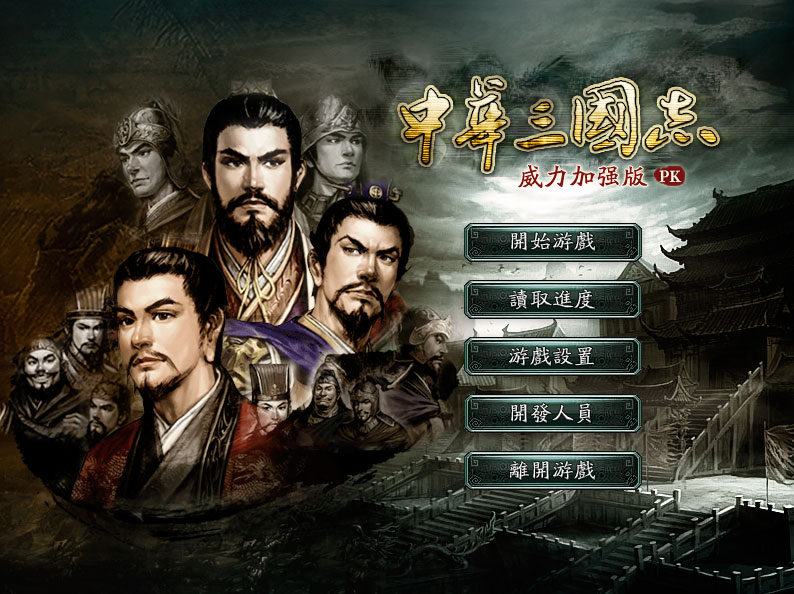 中華三國志
威力加强版 PK
開始游戲
讀取進度
游戲設置
開發人員
離開游戲